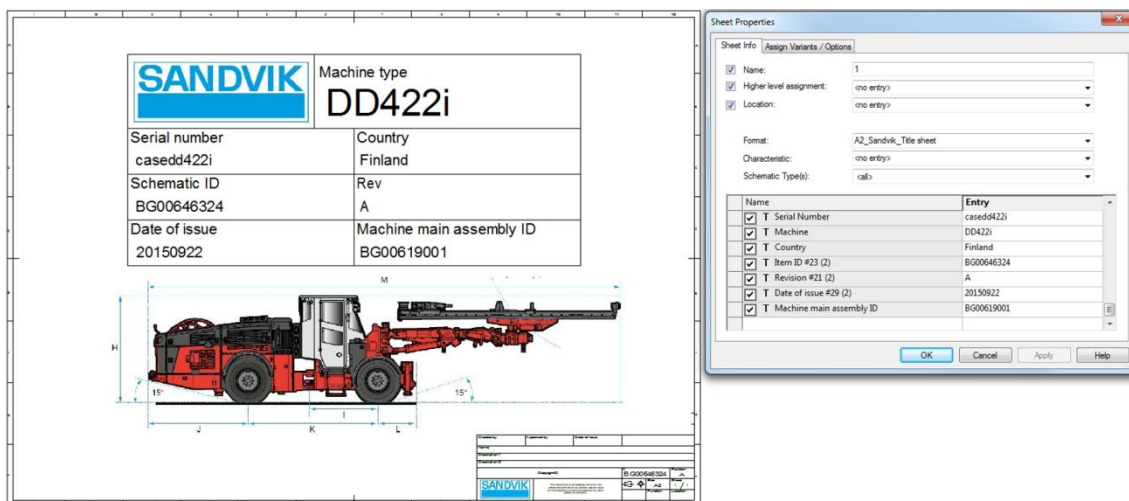 SANDVIK
Machine type
DD422i
Serial number
casedd422i
Country
Finland
Schematic ID
BG00646324
Rev
A
Date of issue
20150922
Machine main assembly ID
BG00619001
M
H
15°
15°
I
J
K
L
BG00646324
A
A2
SANDVIK
Sheet Properties
Sheet Info
Assign Variants / Options
Name:
1
Higher level assignment:
<no entry>
Location:
<no entry>
Format:
A2_Sandvik_Title sheet
Characteristic:
<no entry>
Schematic Type(s):
<all>
Name Entry
T Serial Number casedd422i
T Machine DD422i
T Country Finland
T Item ID #23 (2) BG00646324
T Revision #21 (2) A
T Date of issue #29 (2) 20150922
T Machine main assembly ID BG00619001
OK Cancel Apply Help